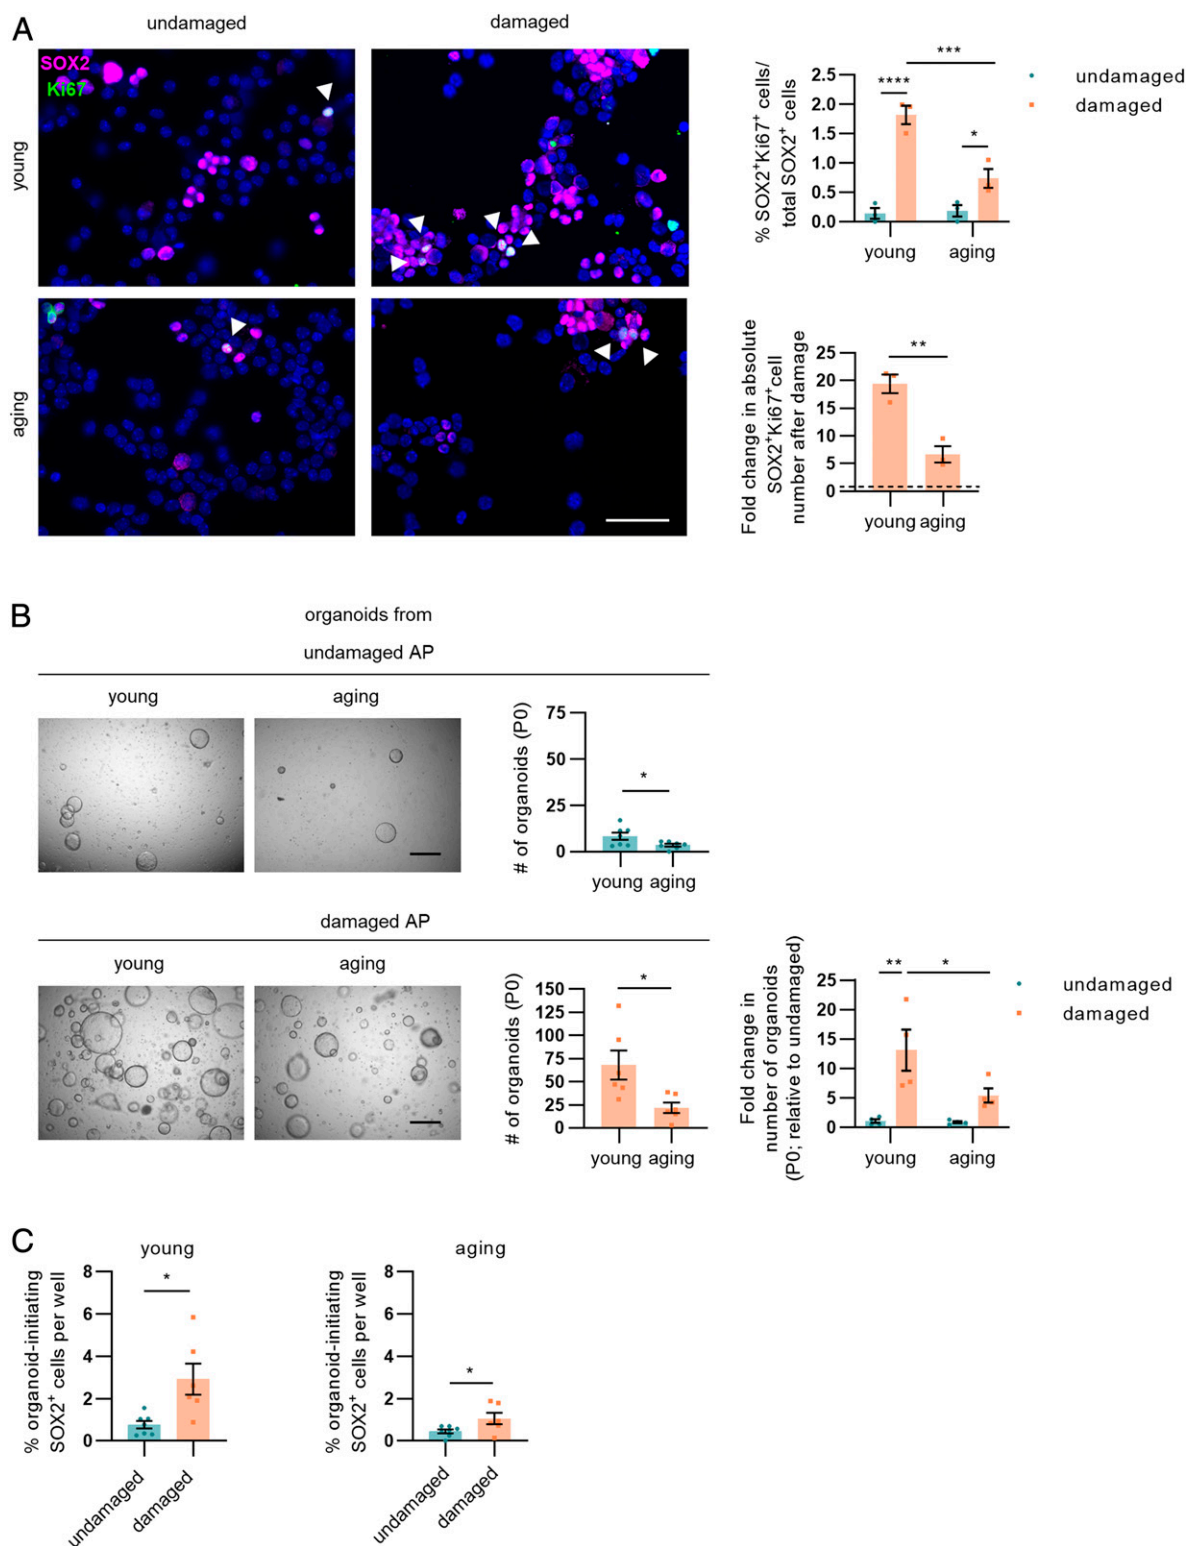 A
undamaged
damaged
SOX2
Ki67
young
aging
% SOX2⁺Ki67⁺ cells/
total SOX2⁺ cells
2.5
2.0
1.5
1.0
0.5
0.0
****
***
*
young
aging
undamaged
damaged
Fold change in absolute
SOX2⁺Ki67⁺cell
number after damage
25
20
15
10
5
0
**
young aging
B
organoids from
undamaged AP
young
aging
# of organoids (P0)
75
50
25
0
*
young aging
damaged AP
young
aging
# of organoids (P0)
150
125
100
75
50
25
0
*
young aging
Fold change in
number of organoids
(P0; relative to undamaged)
25
20
15
10
5
0
**
*
young
aging
undamaged
damaged
C
young
% organoid-initiating
SOX2⁺ cells per well
8
6
4
2
0
*
undamaged
damaged
aging
% organoid-initiating
SOX2⁺ cells per well
8
6
4
2
0
*
undamaged
damaged